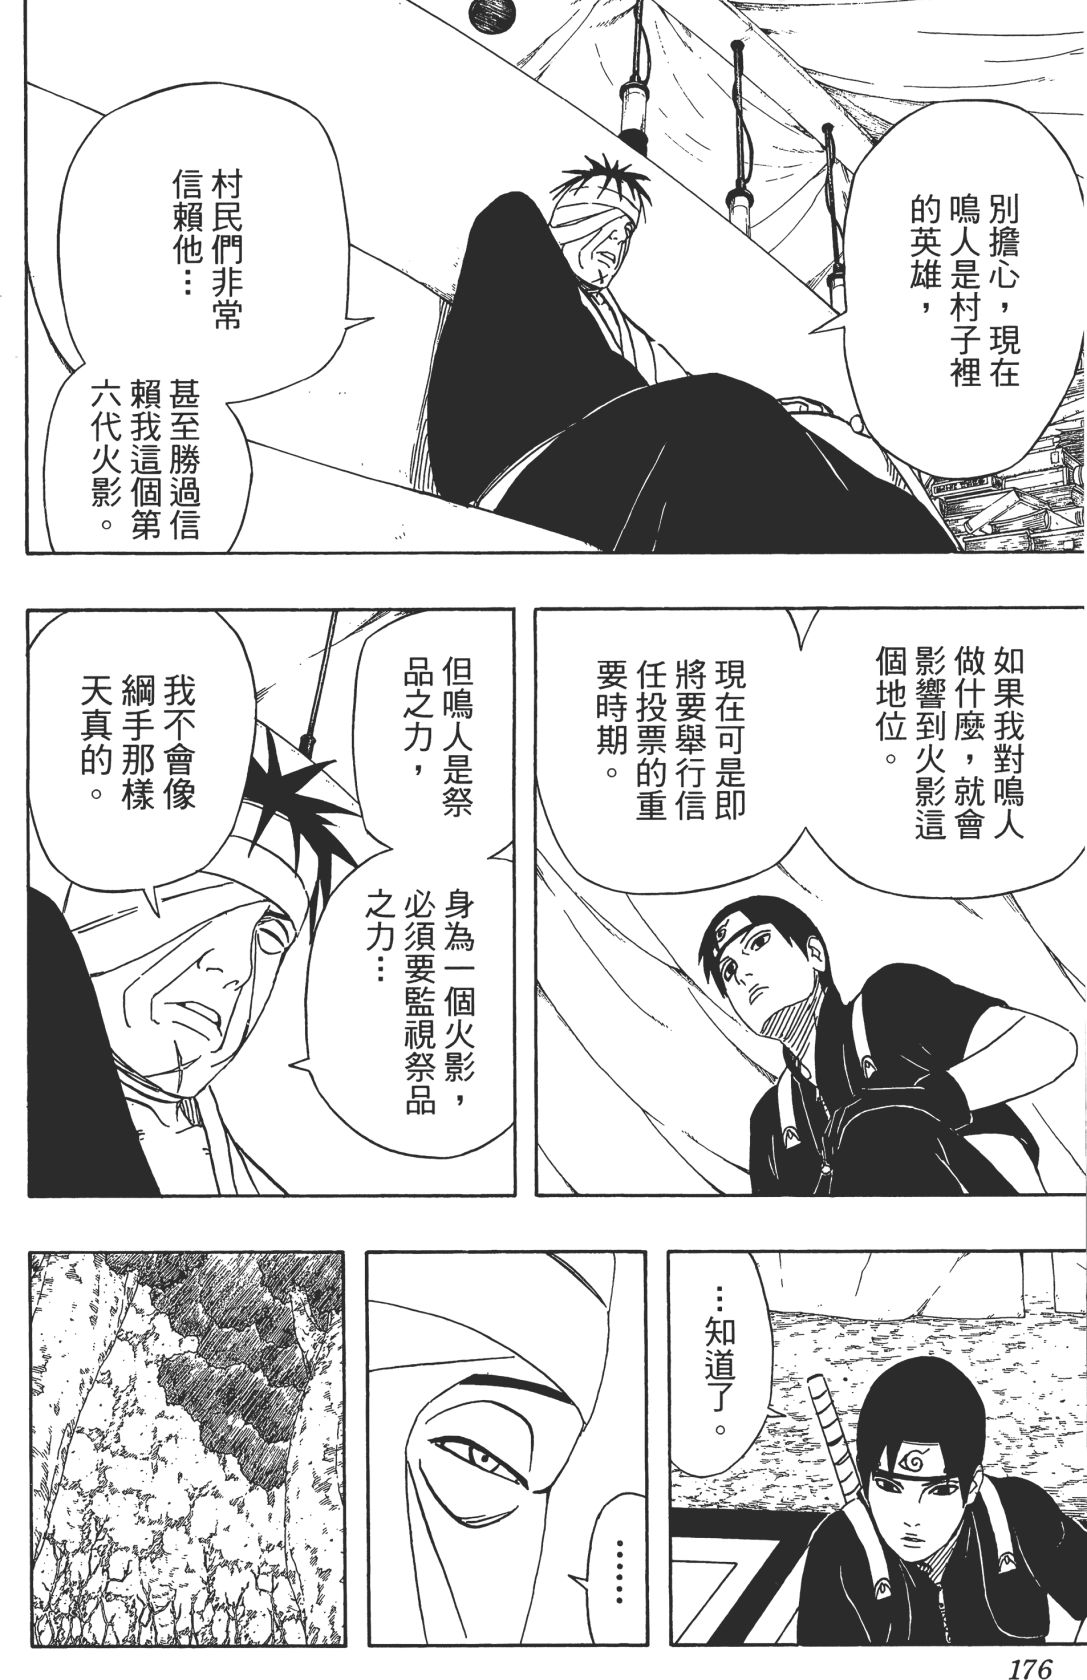 別擔心，現在
鳴人是村子裡
的英雄，
村民們非常
信賴他…
甚至勝過信
賴我這個第
六代火影。
如果我對鳴人
做什麼，就會
影響到火影這
個地位。
現在可是即
將要舉行信
任投票的重
要時期。
但鳴人是祭
品之力，
身為一個火影，
必須要監視祭品
之力…
我不會像
綱手那樣
天真的。
…知道了。
……
176